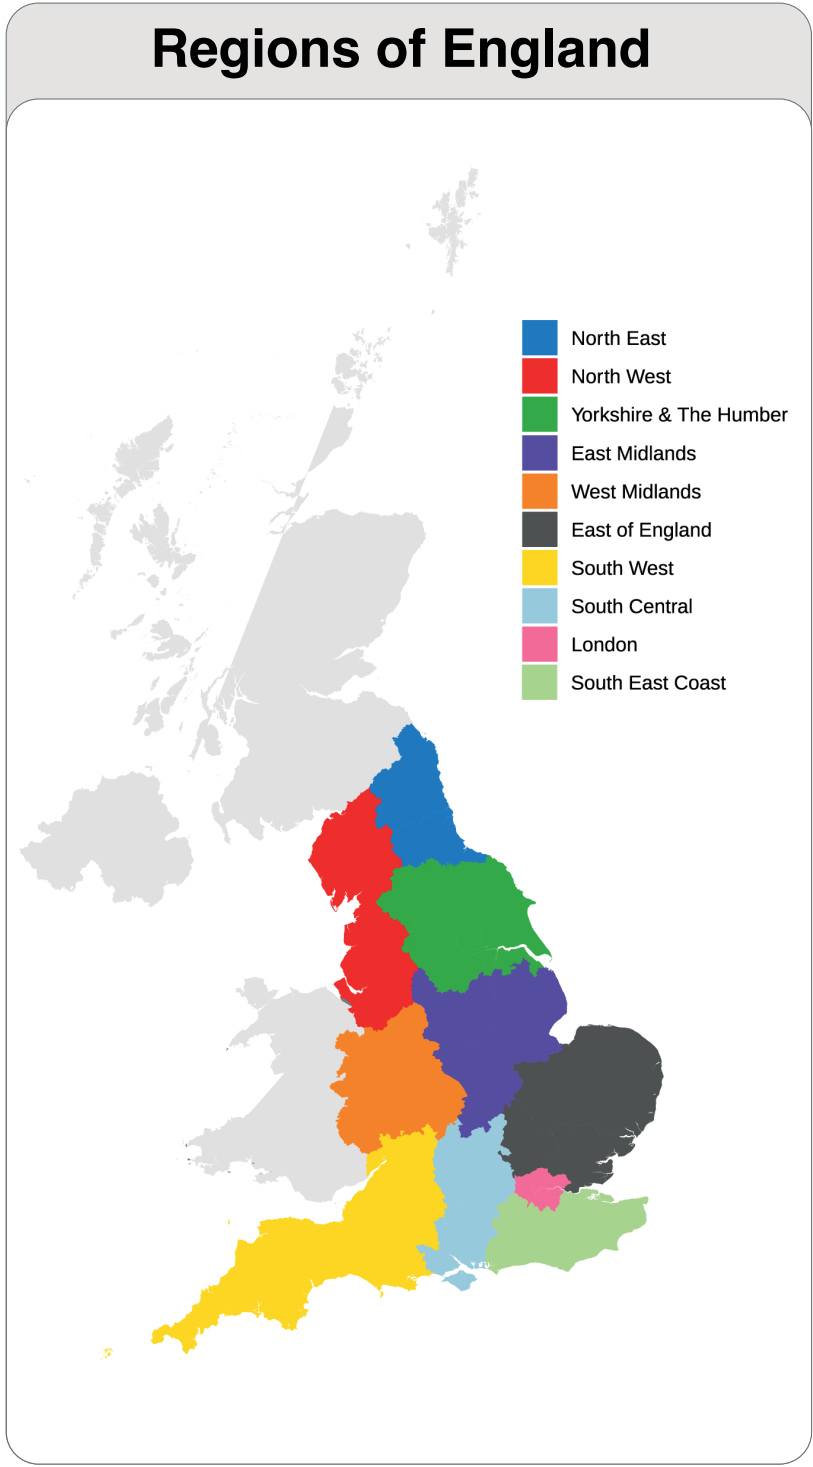 Regions of England
North East
North West
Yorkshire & The Humber
East Midlands
West Midlands
East of England
South West
South Central
London
South East Coast